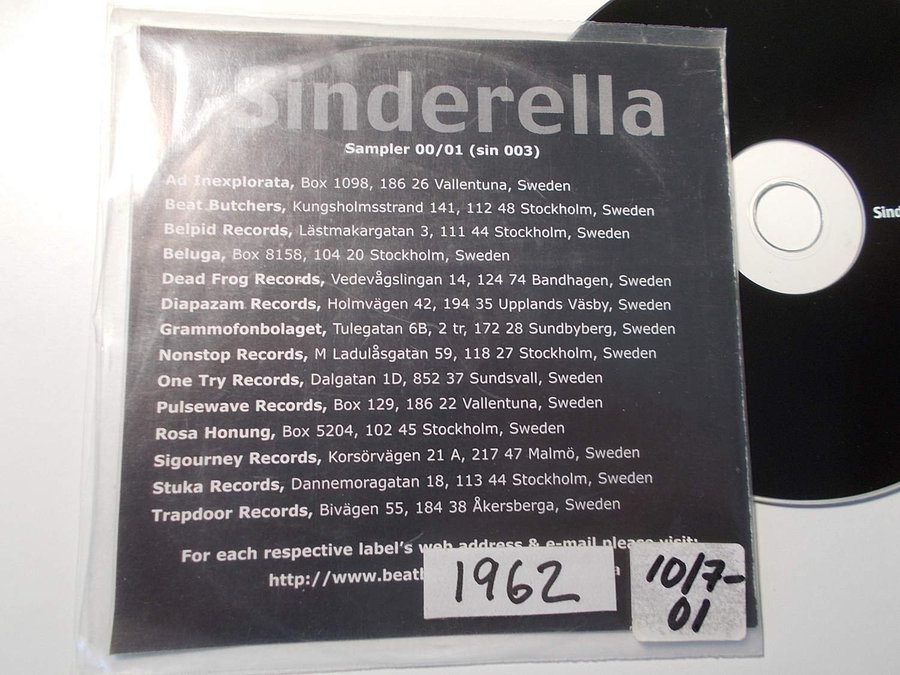 Sinderella
Sampler 00/01 (sin 003)
Ad Inexplorata, Box 1098, 186 26 Vallentuna, Sweden
Beat Butchers, Kungsholmsstrand 141, 112 48 Stockholm, Sweden
Belpid Records, Lästmakargatan 3, 111 44 Stockholm, Sweden
Beluga, Box 8158, 104 20 Stockholm, Sweden
Dead Frog Records, Vedevågslingan 14, 124 74 Bandhagen, Sweden
Diapazam Records, Holmvägen 42, 194 35 Upplands Väsby, Sweden
Grammofonbolaget, Tulegatan 6B, 2 tr, 172 28 Sundbyberg, Sweden
Nonstop Records, M Ladulåsgatan 59, 118 27 Stockholm, Sweden
One Try Records, Dalgatan 1D, 852 37 Sundsvall, Sweden
Pulsewave Records, Box 129, 186 22 Vallentuna, Sweden
Rosa Honung, Box 5204, 102 45 Stockholm, Sweden
Sigourney Records, Korsörvägen 21 A, 217 47 Malmö, Sweden
Stuka Records, Dannemoragatan 18, 113 44 Stockholm, Sweden
Trapdoor Records, Bivägen 55, 184 38 Åkersberga, Sweden
For each respective label's web address & e-mail please visit:
http://www.beat
1962
10/7-
01
Sind